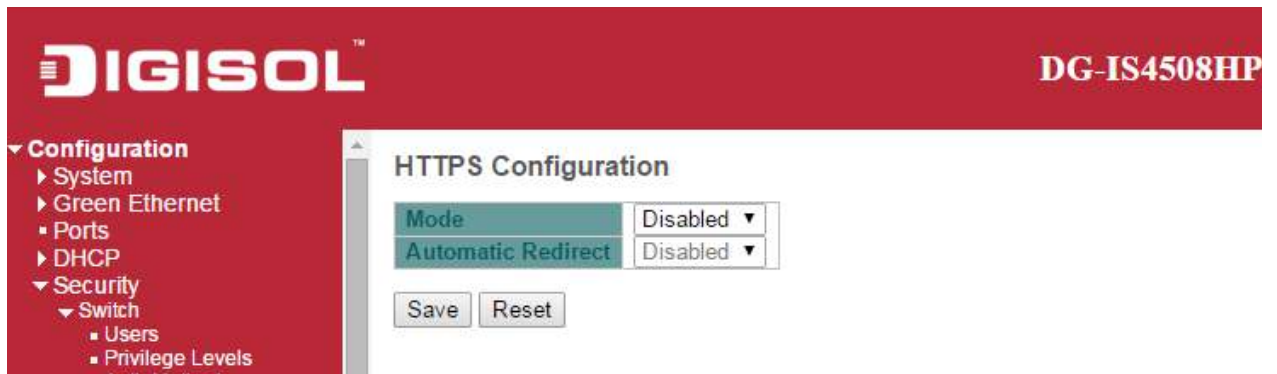 DIGISOL™
DG-IS4508HP
Configuration
System
Green Ethernet
Ports
DHCP
Security
Switch
Users
Privilege Levels
HTTPS Configuration
Mode Disabled
Automatic Redirect Disabled
Save Reset